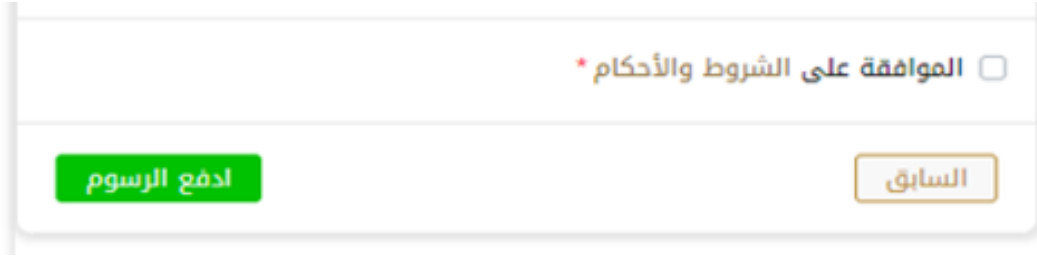 الموافقة على الشروط والأحكام *
السابق
ادفع الرسوم